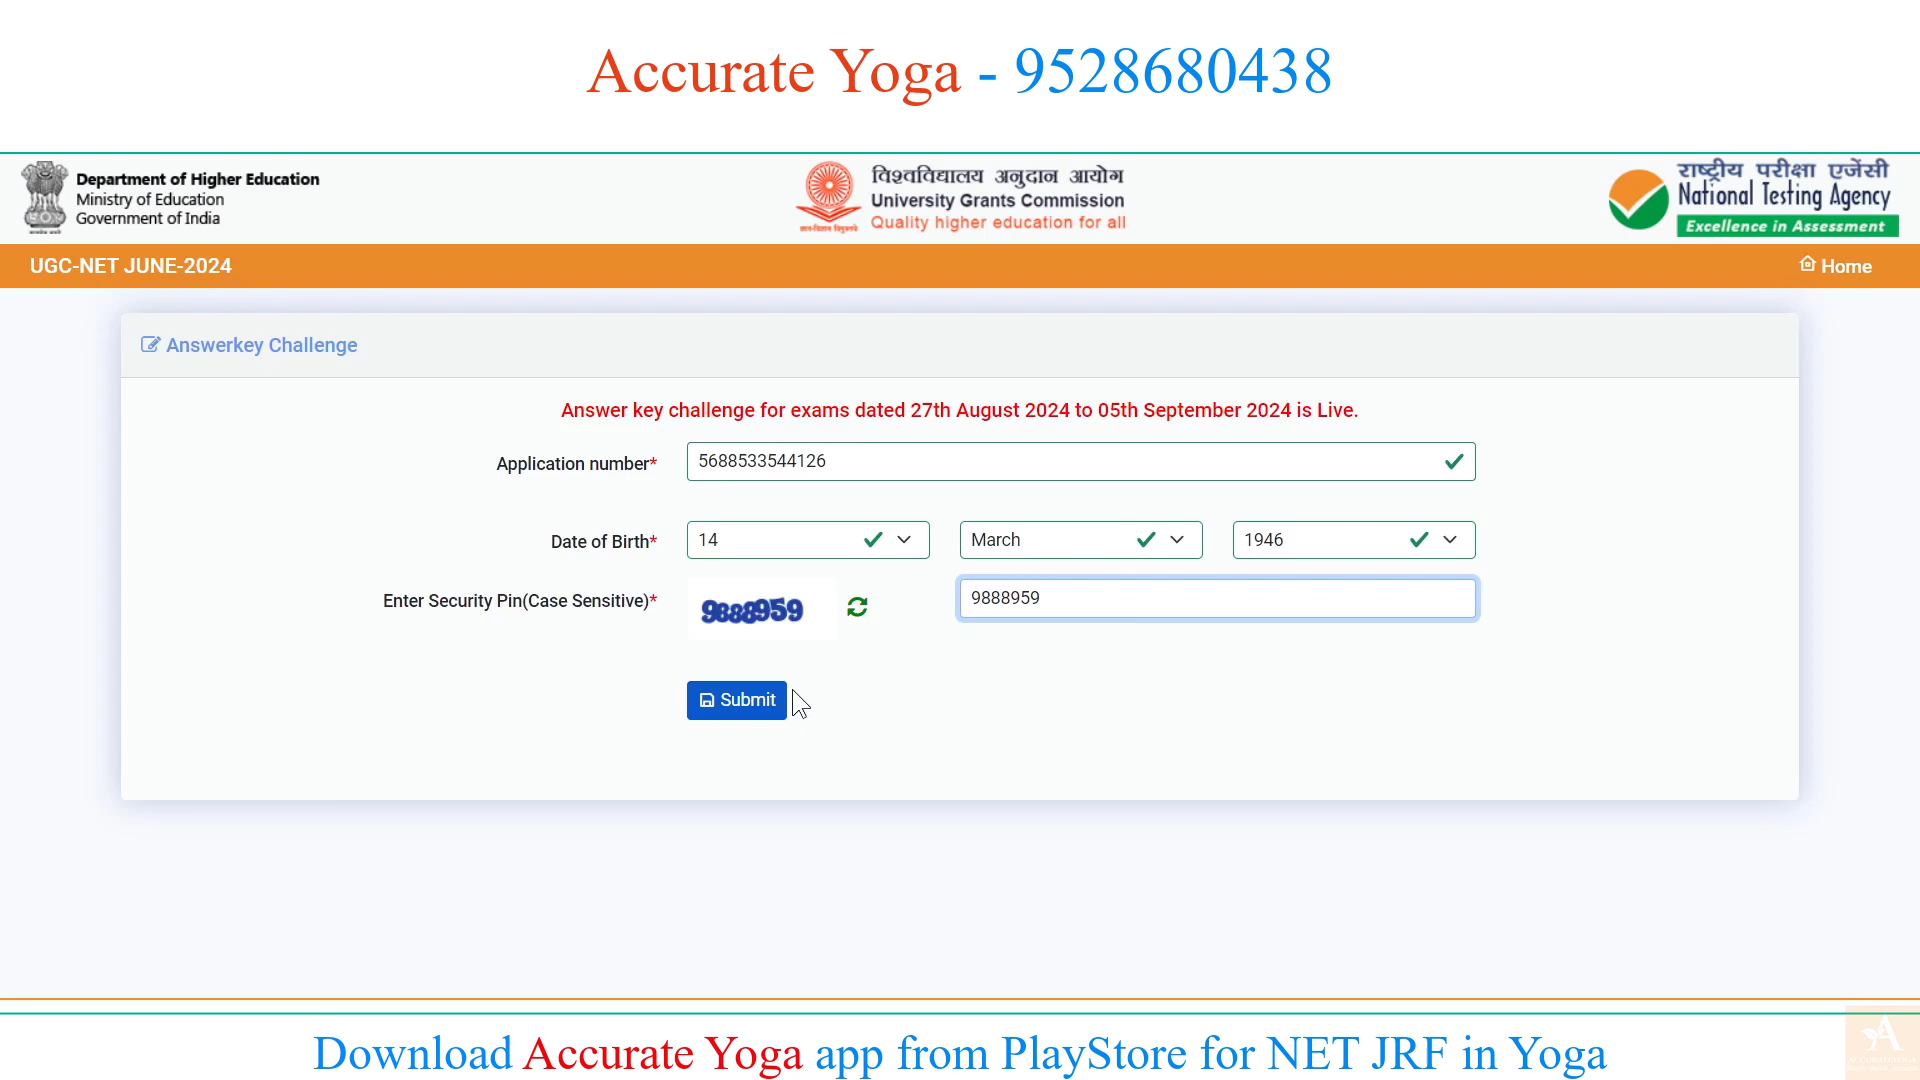 Accurate Yoga - 9528680438
Department of Higher Education
Ministry of Education
Government of India
विश्वविद्यालय अनुदान आयोग
University Grants Commission
Quality higher education for all
राष्ट्रीय परीक्षा एजेंसी
National Testing Agency
Excellence in Assessment
UGC-NET JUNE-2024
Home
Answerkey Challenge
Answer key challenge for exams dated 27th August 2024 to 05th September 2024 is Live.
Application number* 5688533544126
Date of Birth* 14 March 1946
Enter Security Pin(Case Sensitive)* 9888959 9888959
Submit
Download Accurate Yoga app from PlayStore for NET JRF in Yoga